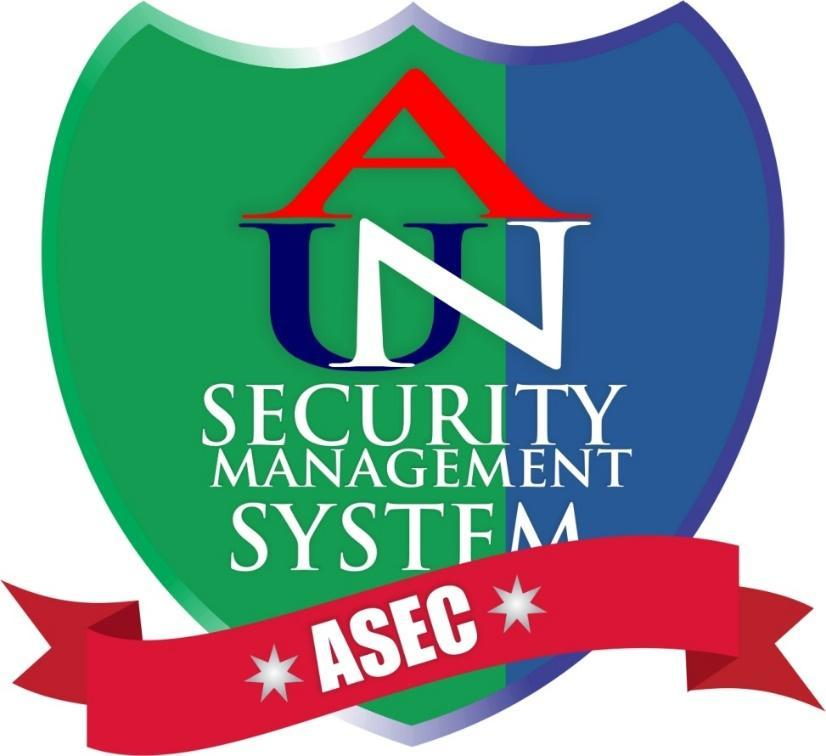 A
UN
SECURITY
MANAGEMENT
SYSTEM
ASEC